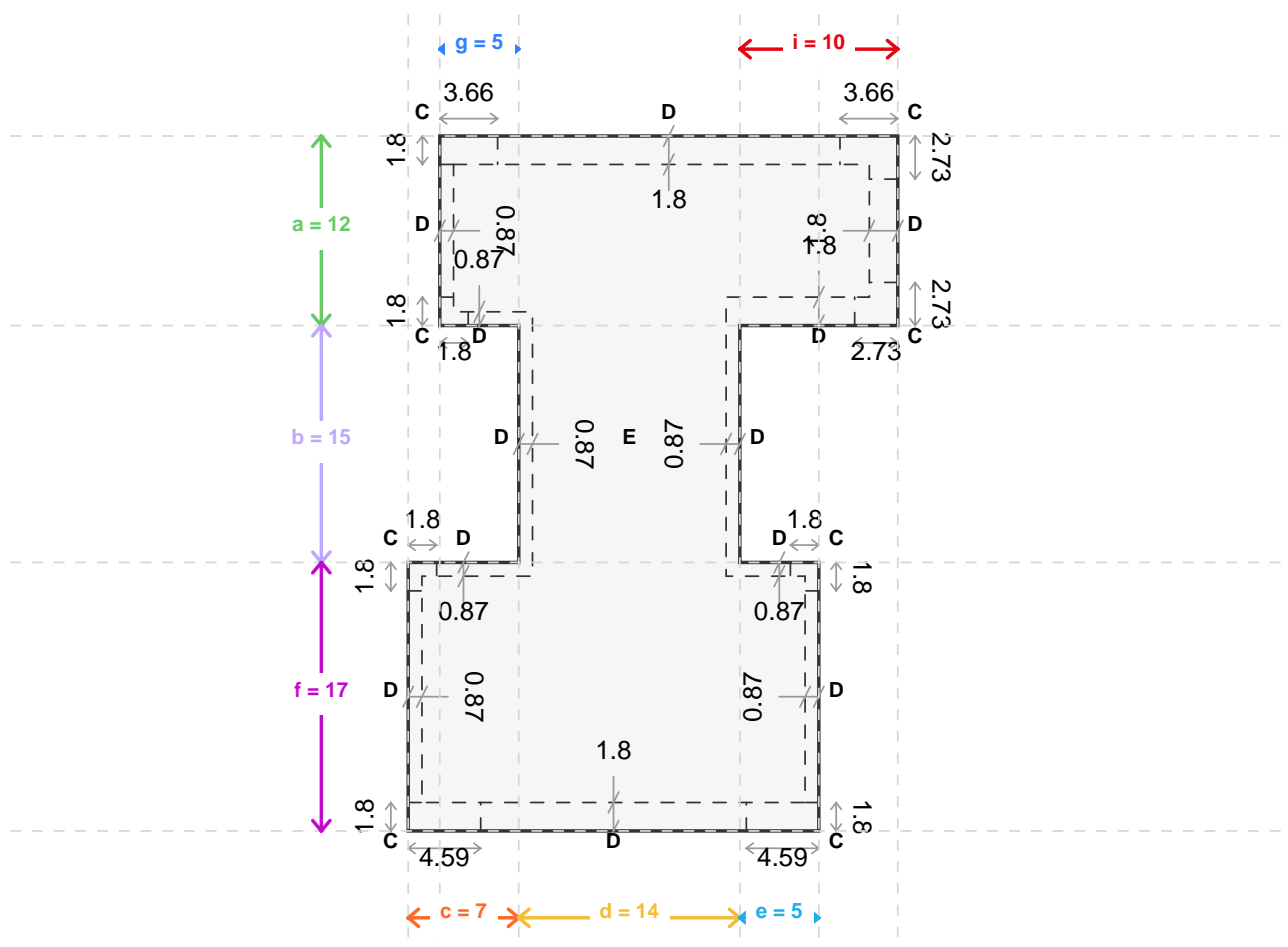 g = 5
i = 10
3.66
3.66
C
D
C
1.8
2.73
1.8
a = 12
D
0.87
1.8
D
1.8
0.87
1.8
2.73
C
D
D
C
1.8
2.73
b = 15
D
0.87
E
0.87
D
1.8
1.8
C
D
D
C
1.8
1.8
0.87
0.87
f = 17
D
0.87
0.87
D
1.8
1.8
1.8
C
D
C
4.59
4.59
c = 7
d = 14
e = 5